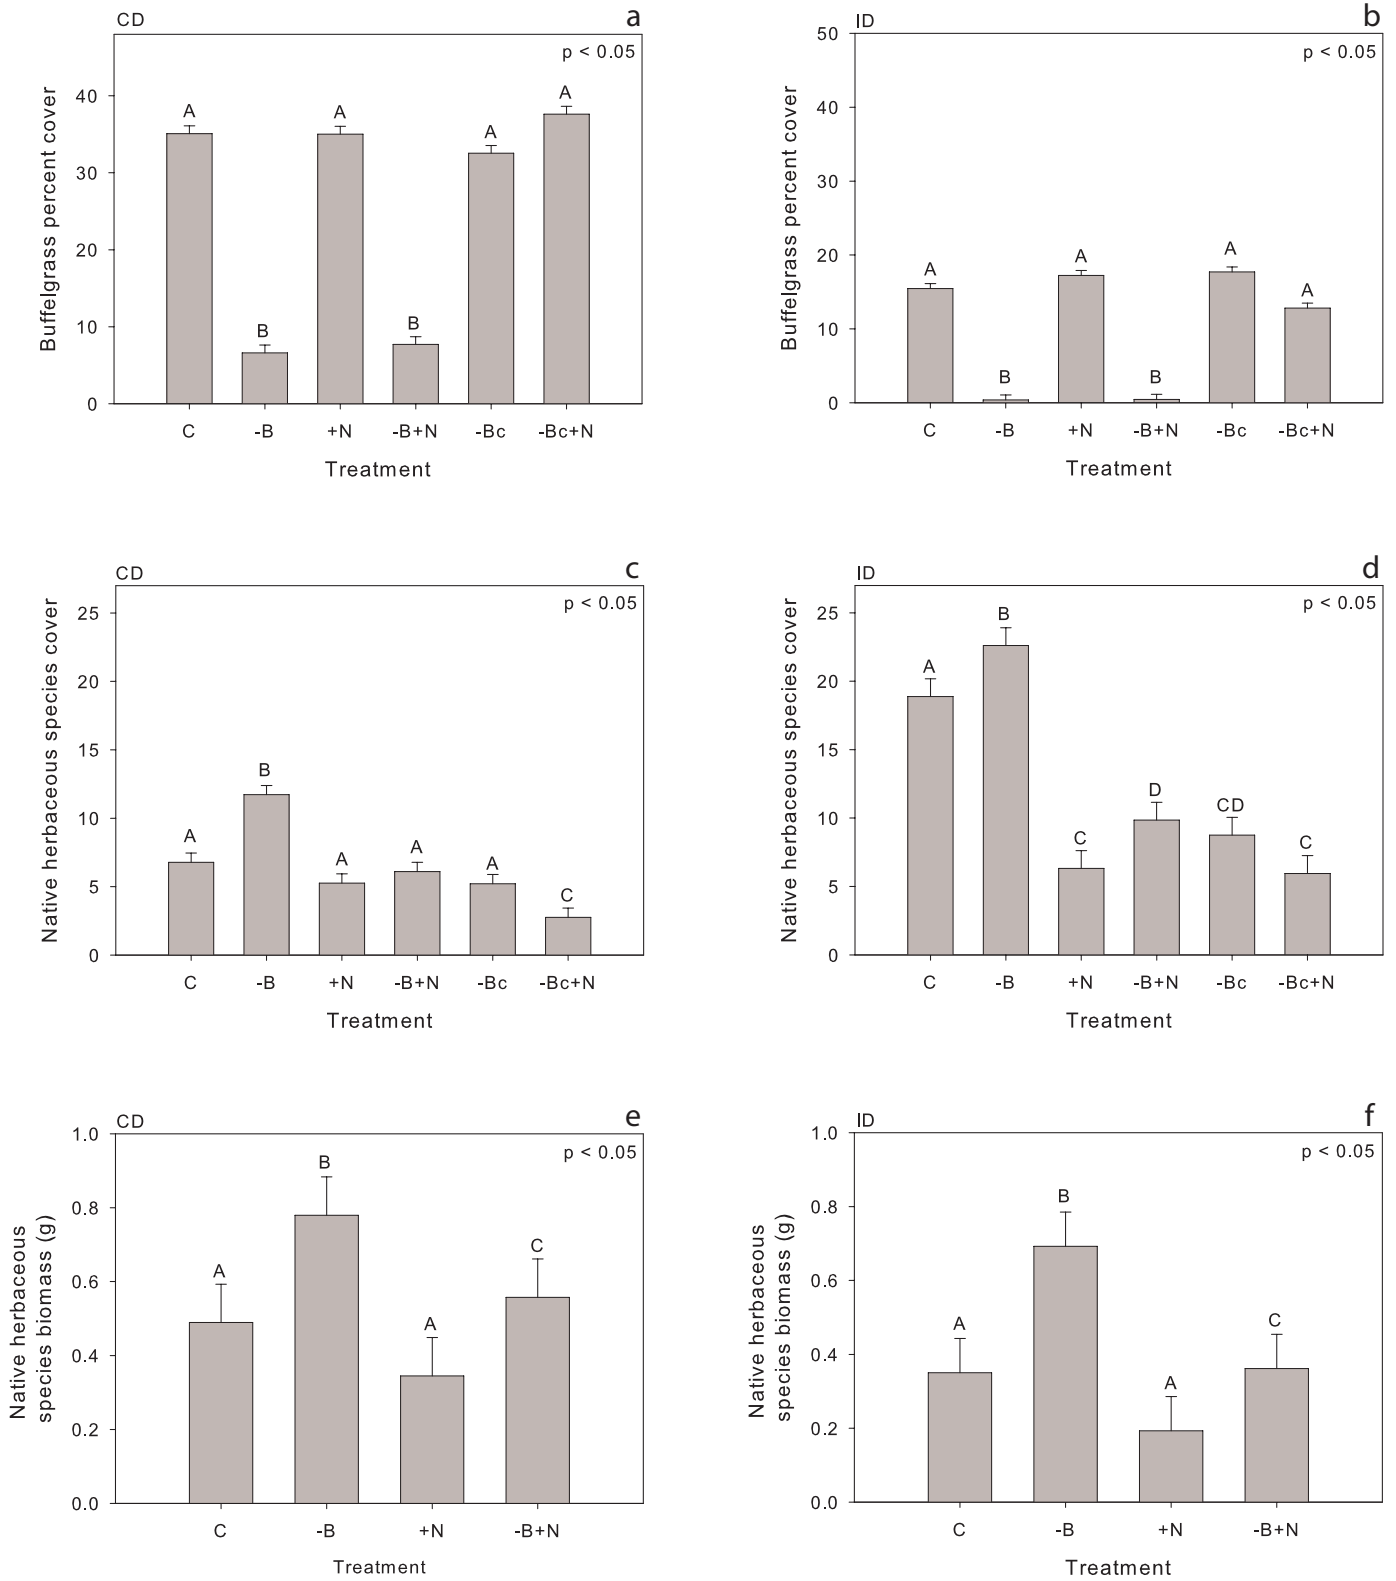 CD
a
p < 0.05
40
30
20
10
0
Buffelgrass percent cover
A
B
A
B
A
A
C
-B
+N
-B+N
-Bc
-Bc+N
Treatment
ID
b
p < 0.05
50
40
30
20
10
0
Buffelgrass percent cover
A
B
A
B
A
A
C
-B
+N
-B+N
-Bc
-Bc+N
Treatment
CD
c
p < 0.05
25
20
15
10
5
0
Native herbaceous species cover
A
B
A
A
A
C
C
-B
+N
-B+N
-Bc
-Bc+N
Treatment
ID
d
p < 0.05
25
20
15
10
5
0
Native herbaceous species cover
A
B
C
D
CD
C
C
-B
+N
-B+N
-Bc
-Bc+N
Treatment
CD
e
p < 0.05
1.0
0.8
0.6
0.4
0.2
0.0
Native herbaceous
species biomass (g)
A
B
A
C
C
-B
+N
-B+N
Treatment
ID
f
p < 0.05
1.0
0.8
0.6
0.4
0.2
0.0
Native herbaceous
species biomass (g)
A
B
A
C
C
-B
+N
-B+N
Treatment